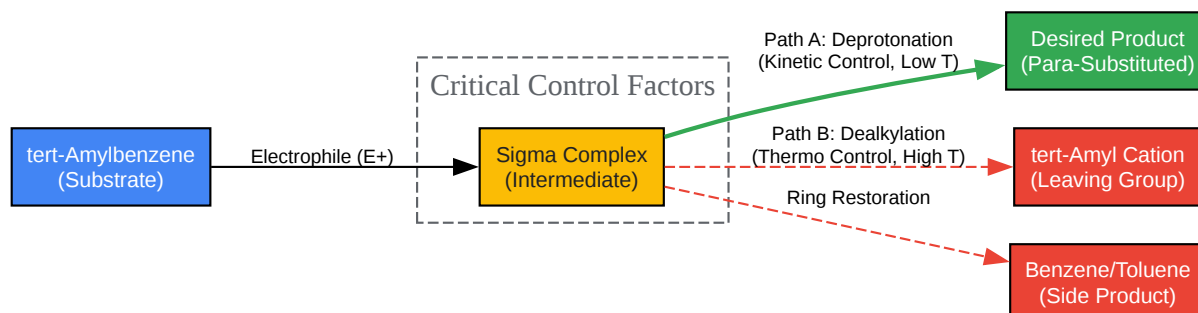 Path A: Deprotonation
(Kinetic Control, Low T)
Desired Product
(Para-Substituted)
Critical Control Factors
tert-Amylbenzene
(Substrate)
Electrophile (E+)
Sigma Complex
(Intermediate)
Path B: Dealkylation
(Thermo Control, High T)
tert-Amyl Cation
(Leaving Group)
Ring Restoration
Benzene/Toluene
(Side Product)